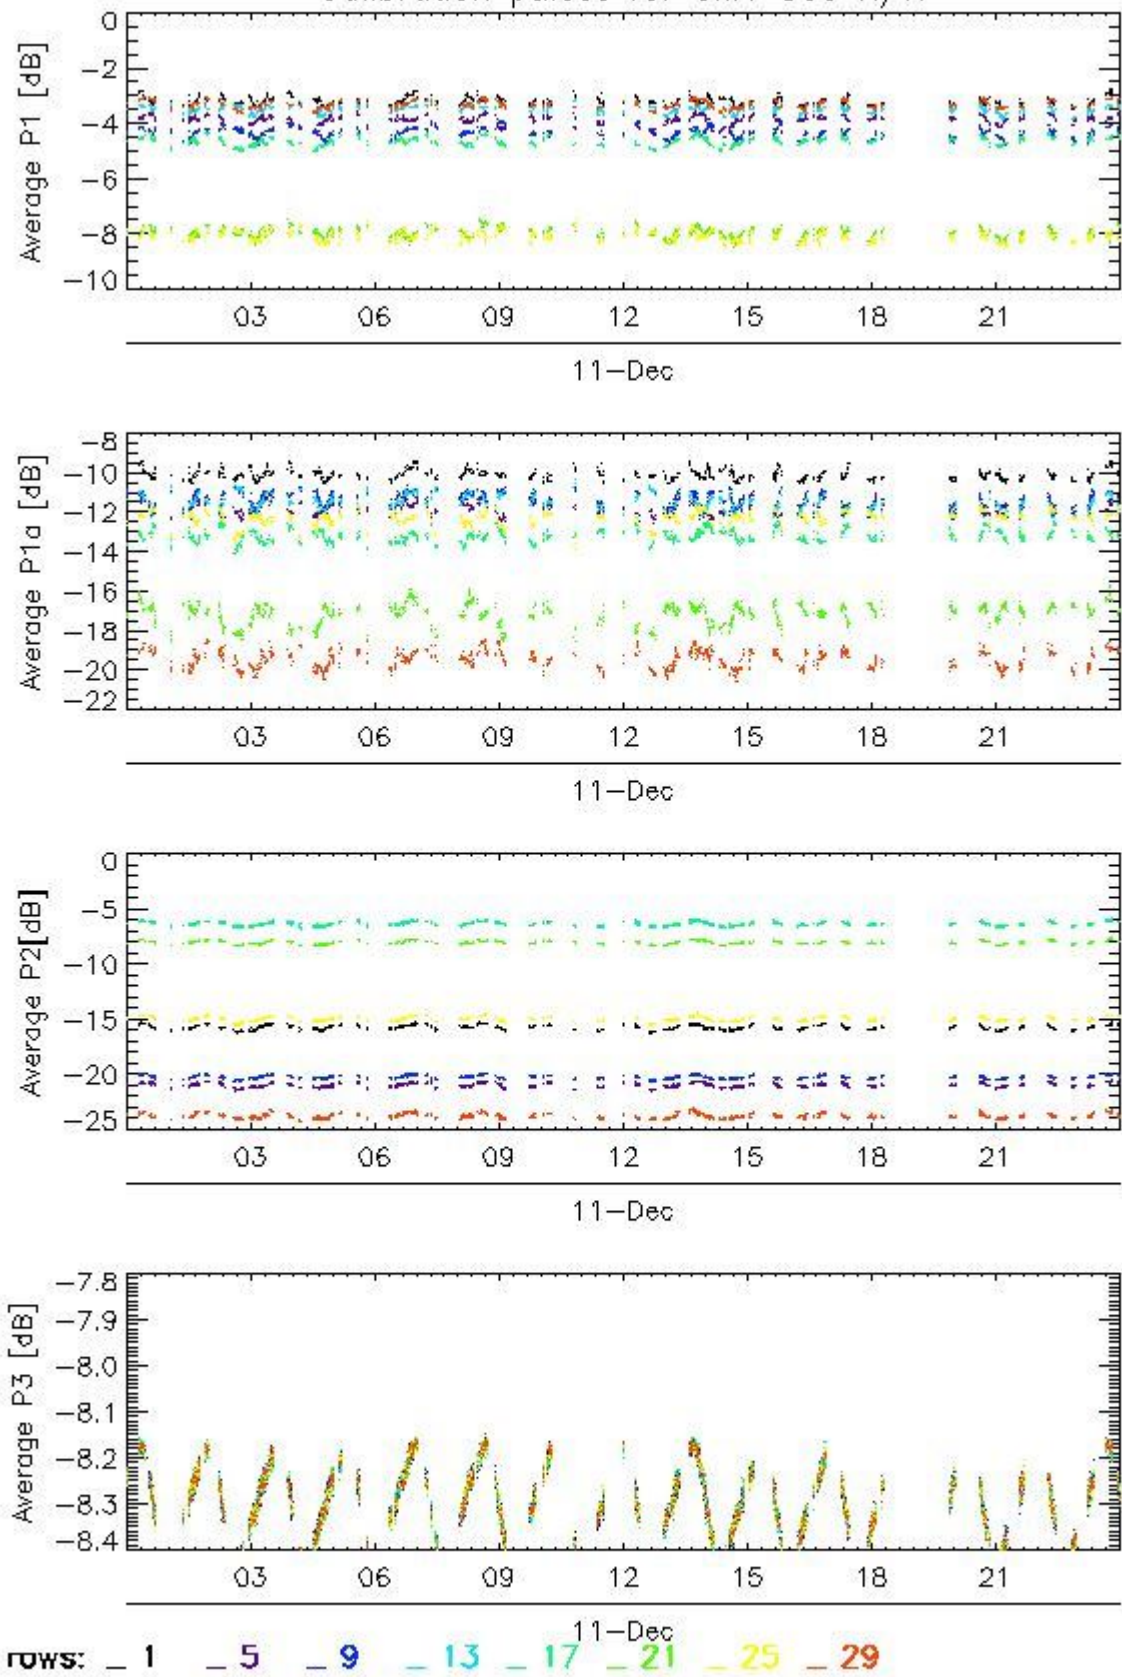 0
−2
−4
−6
−8
−10
Average P1 [dB]
03 06 09 12 15 18 21
11−Dec
−8
−10
−12
−14
−16
−18
−20
−22
Average P1a [dB]
03 06 09 12 15 18 21
11−Dec
0
−5
−10
−15
−20
−25
Average P2[dB]
03 06 09 12 15 18 21
11−Dec
−7.8
−7.9
−8.0
−8.1
−8.2
−8.3
−8.4
Average P3 [dB]
03 06 09 12 15 18 21
11−Dec
rows: _ 1 _ 5 _ 9 _ 13 _ 17 _ 21 _ 25 _ 29